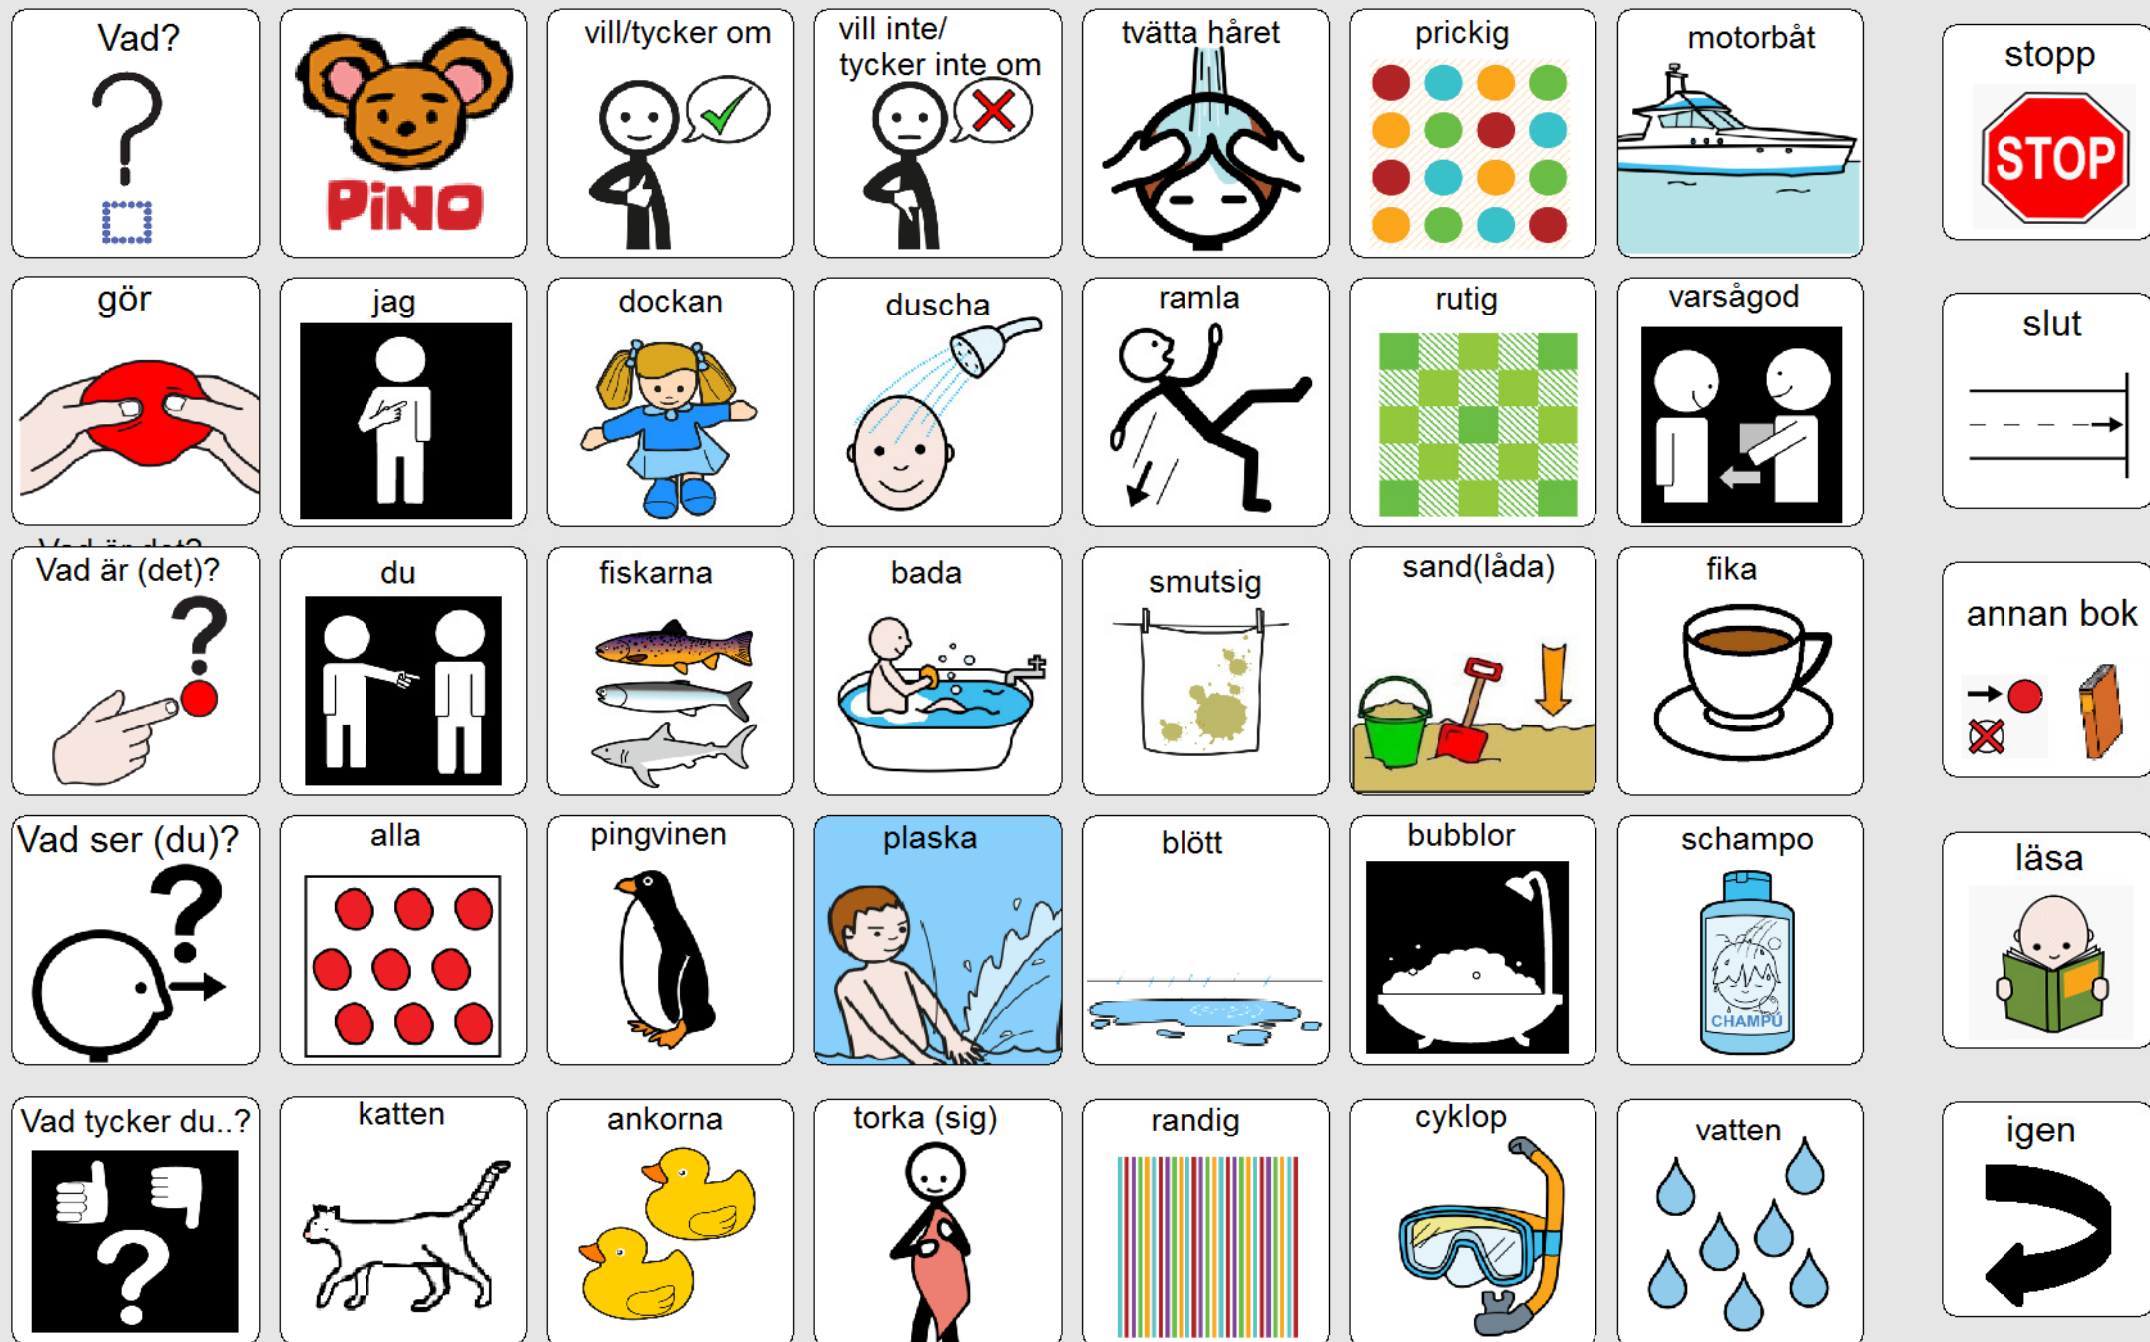 Vad?
PiNO
vill/tycker om
vill inte/
tycker inte om
tvätta håret
prickig
motorbåt
stopp
STOP
gör
jag
dockan
duscha
ramla
rutig
varsågod
slut
Vad är det?
Vad är (det)?
du
fiskarna
bada
smutsig
sand(låda)
fika
annan bok
Vad ser (du)?
alla
pingvinen
plaska
blött
bubblor
schampo
CHAMPÚ
läsa
Vad tycker du..?
katten
ankorna
torka (sig)
randig
cyklop
vatten
igen